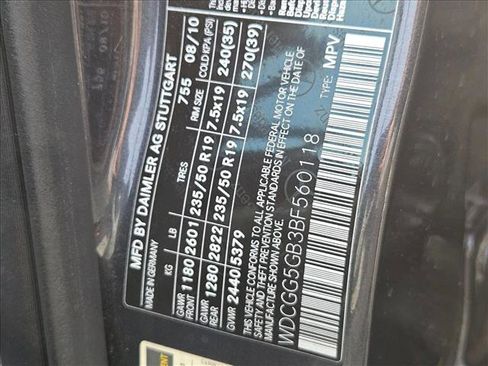 MFD BY DAIMLER AG STUTTGART
MADE IN GERMANY 755 08/10
KG LB TIRES RIM SIZE COLD KPA (PSI)
GAWR FRONT 1180 2601 235/50 R19 7.5x19 240(35)
GAWR REAR 1280 2822 235/50 R19 7.5x19 270(39)
GVWR 2440 5379
THIS VEHICLE CONFORMS TO ALL APPLICABLE FEDERAL MOTOR VEHICLE
SAFETY AND THEFT PREVENTION STANDARDS IN EFFECT ON THE DATE OF
MANUFACTURE SHOWN ABOVE.
WDCGG5GB3BF560118 TYPE: MPV